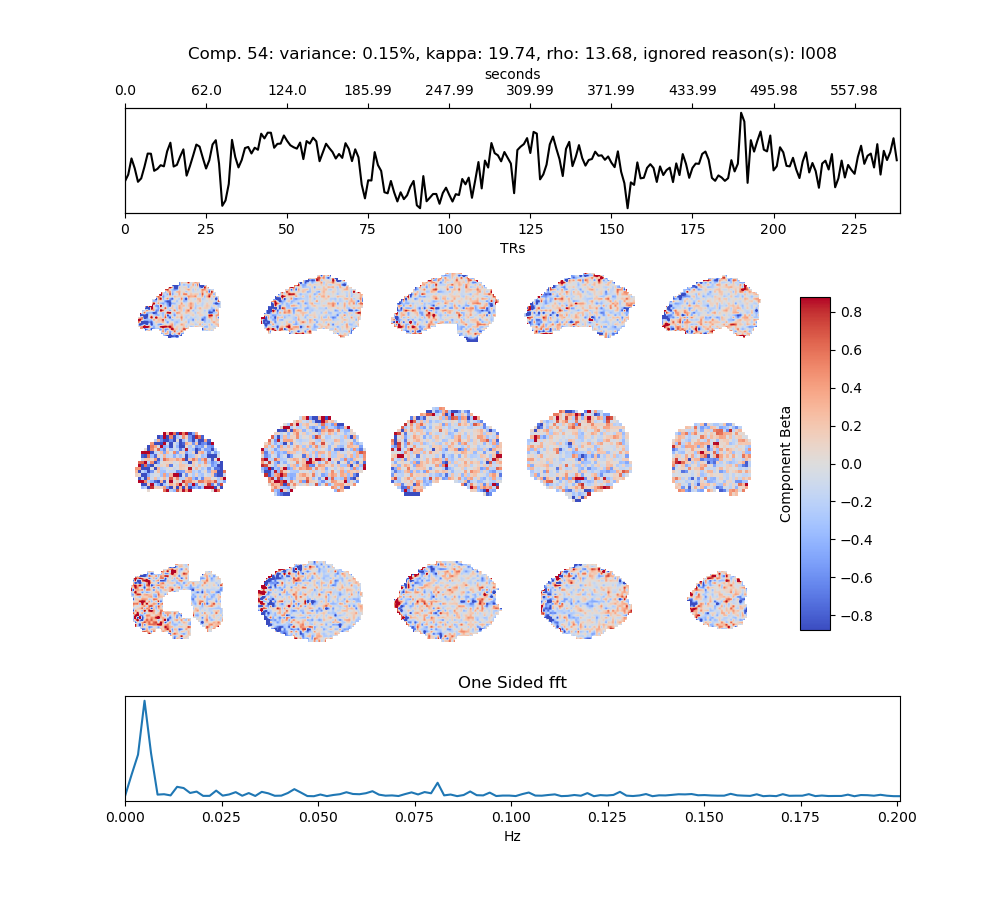 Comp. 54: variance: 0.15%, kappa: 19.74, rho: 13.68, ignored reason(s): I008
seconds
0.0 62.0 124.0 185.99 247.99 309.99 371.99 433.99 495.98 557.98
0 25 50 75 100 125 150 175 200 225
TRs
0.8
0.6
0.4
0.2
0.0
−0.2
−0.4
−0.6
−0.8
Component Beta
One Sided fft
0.000 0.025 0.050 0.075 0.100 0.125 0.150 0.175 0.200
Hz